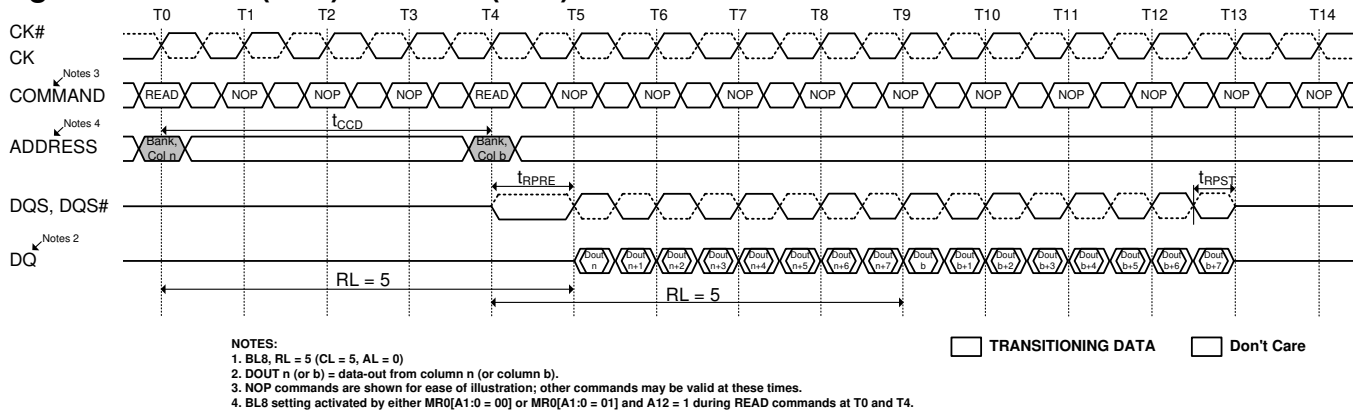 T0 T1 T2 T3 T4 T5 T6 T7 T8 T9 T10 T11 T12 T13 T14
CK#
CK
Notes 3
COMMAND READ NOP NOP NOP READ NOP NOP NOP NOP NOP NOP NOP NOP NOP NOP
tCCD
Notes 4
ADDRESS Bank, Col n Bank, Col b
tRPRE tRPST
DQS, DQS#
Notes 2
DQ Dout n Dout n+1 Dout n+2 Dout n+3 Dout n+4 Dout n+5 Dout n+6 Dout n+7 Dout b Dout b+1 Dout b+2 Dout b+3 Dout b+4 Dout b+5 Dout b+6 Dout b+7
RL = 5
RL = 5
NOTES:
1. BL8, RL = 5 (CL = 5, AL = 0)
2. DOUT n (or b) = data-out from column n (or column b).
3. NOP commands are shown for ease of illustration; other commands may be valid at these times.
4. BL8 setting activated by either MR0[A1:0 = 00] or MR0[A1:0 = 01] and A12 = 1 during READ commands at T0 and T4.
TRANSITIONING DATA Don't Care